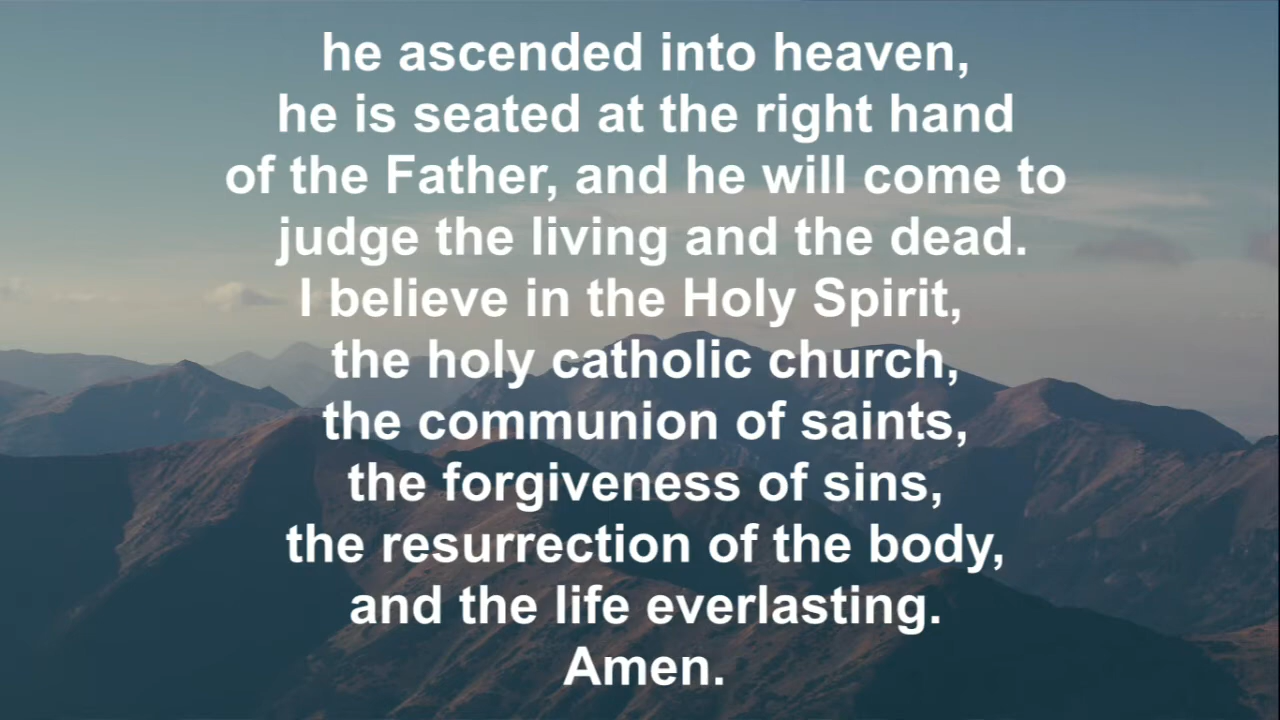 he ascended into heaven,
he is seated at the right hand
of the Father, and he will come to
judge the living and the dead.
I believe in the Holy Spirit,
the holy catholic church,
the communion of saints,
the forgiveness of sins,
the resurrection of the body,
and the life everlasting.
Amen.